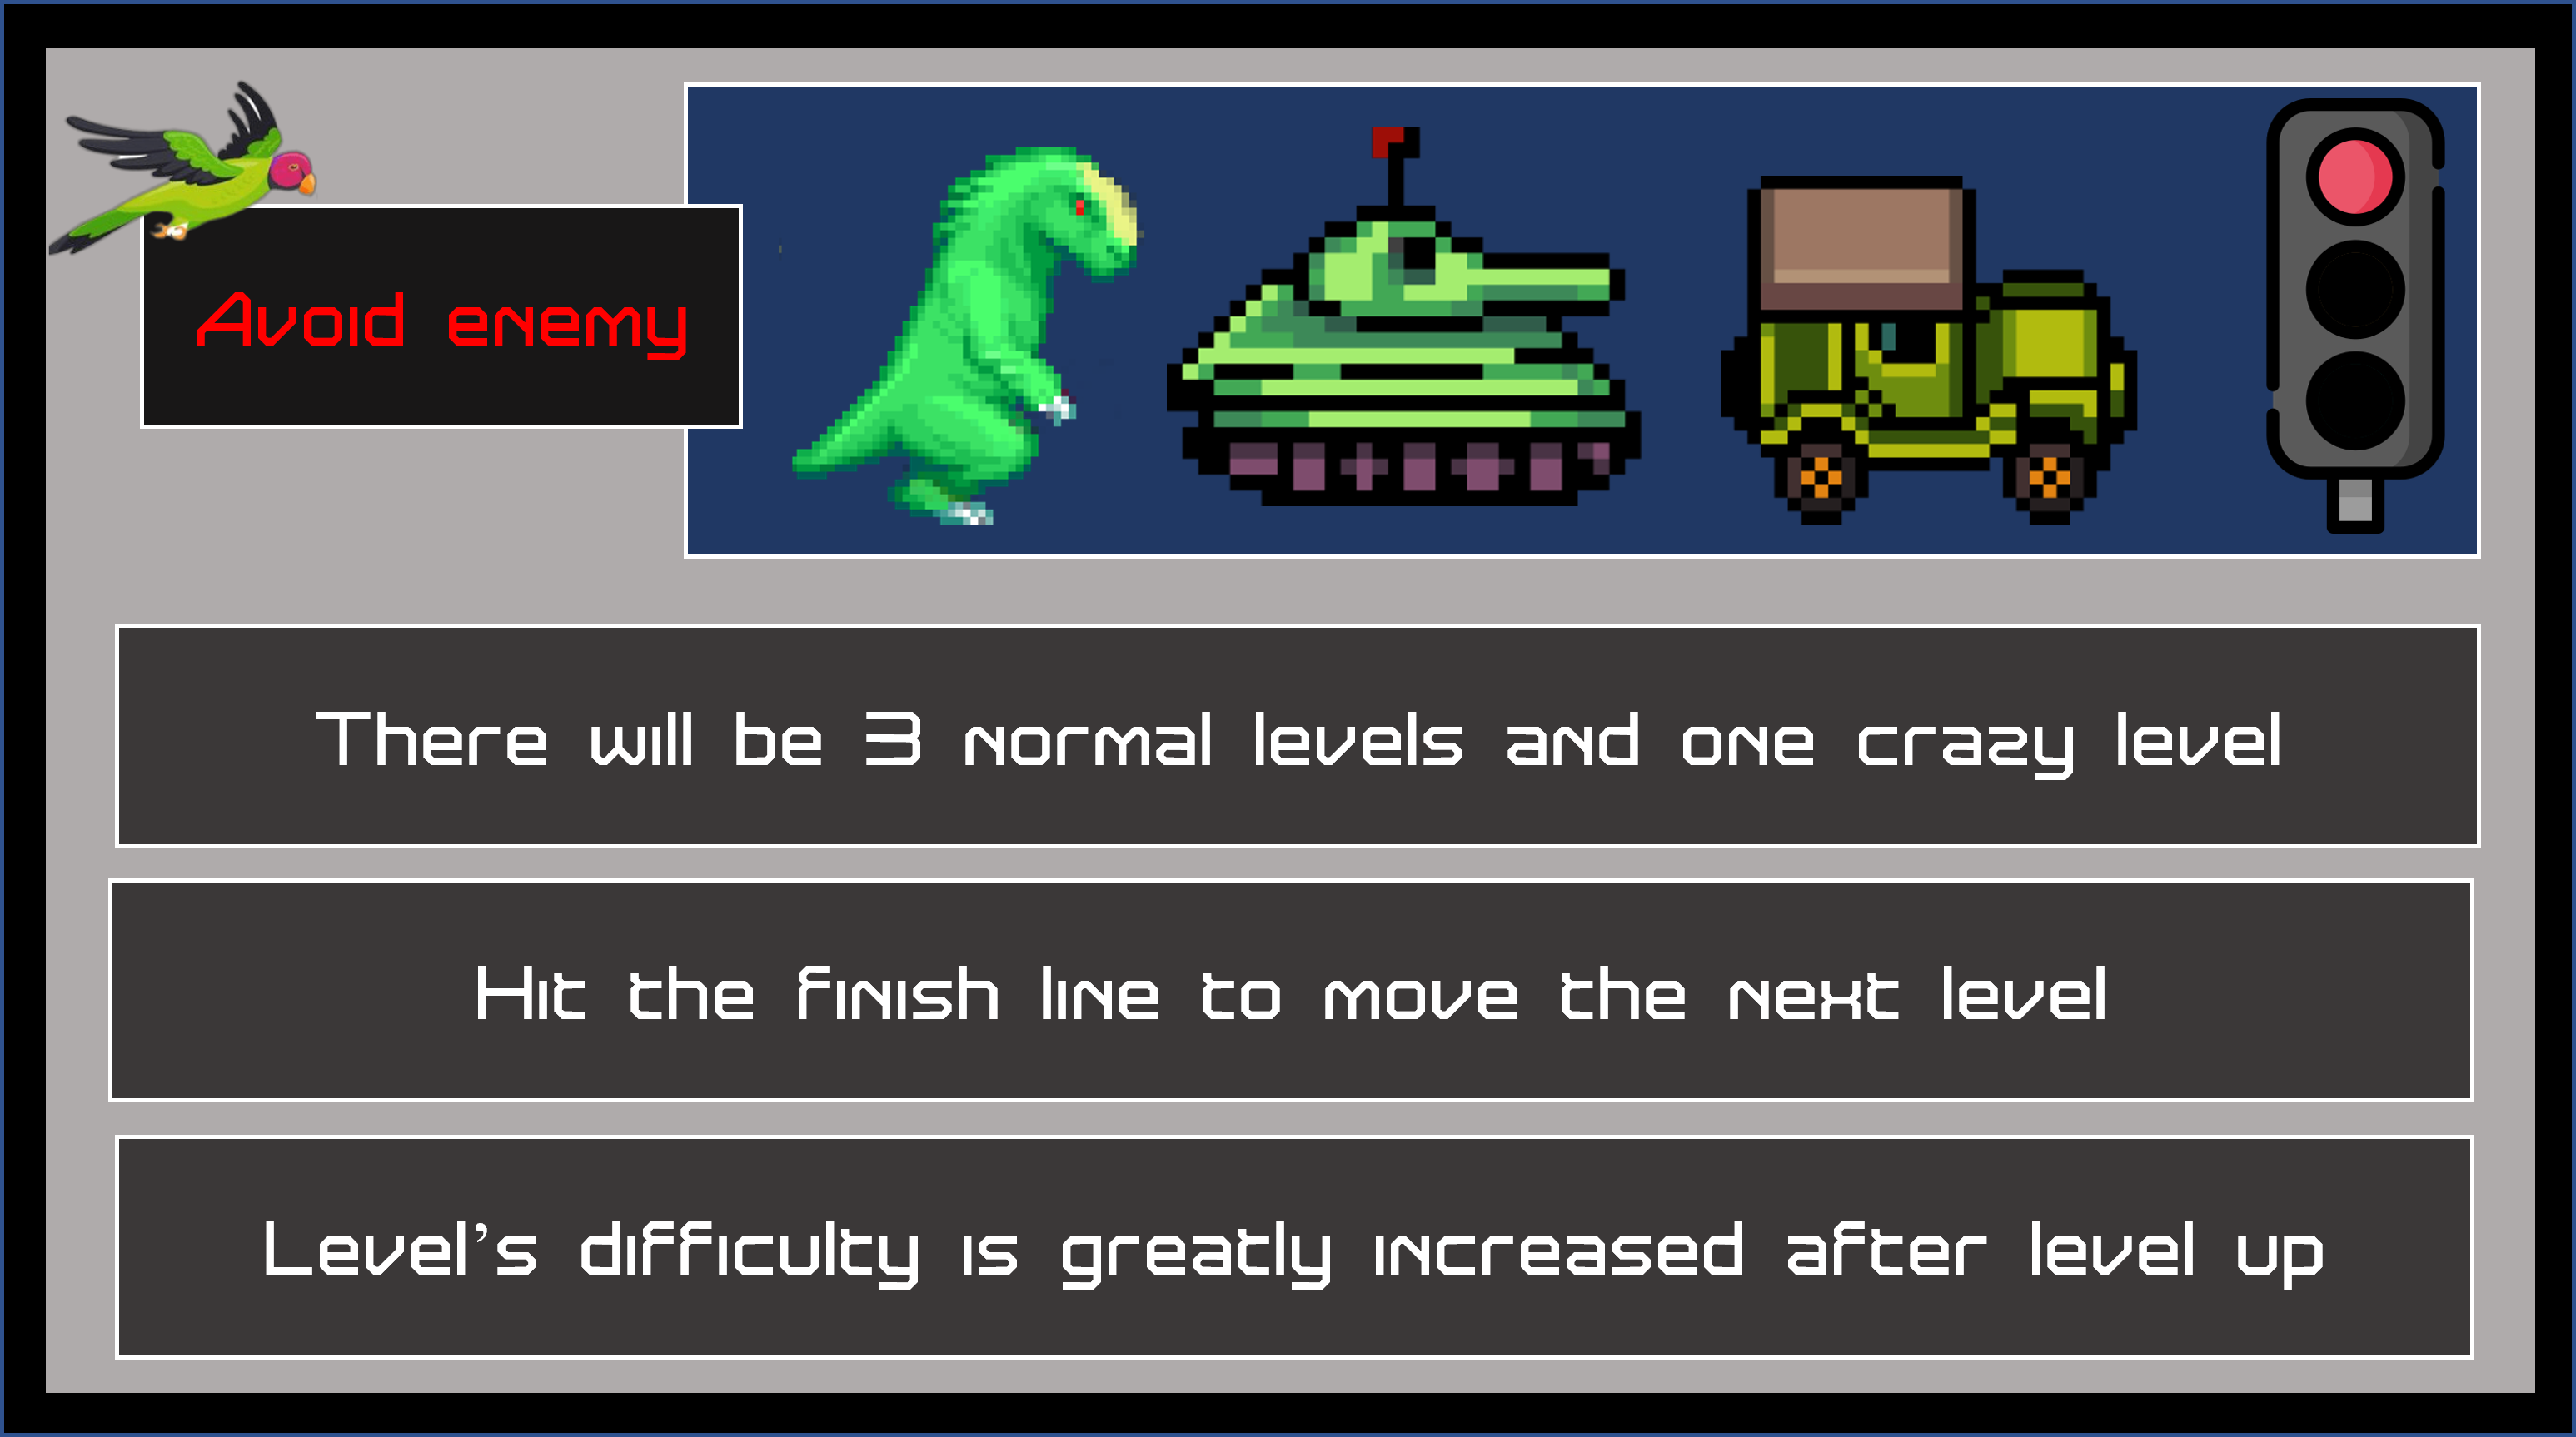 Avoid enemy
There will be 3 normal levels and one crazy level
Hit the finish line to move the next level
Level’s difficulty is greatly increased after level up